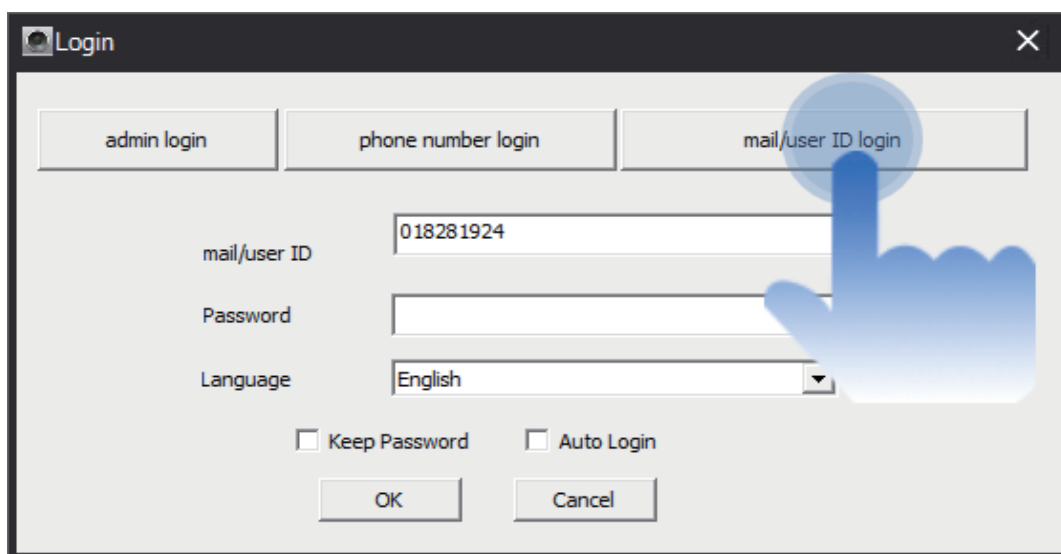 Login
admin login
phone number login
mail/user ID login
mail/user ID
018281924
Password
Language
English
Keep Password
Auto Login
OK
Cancel